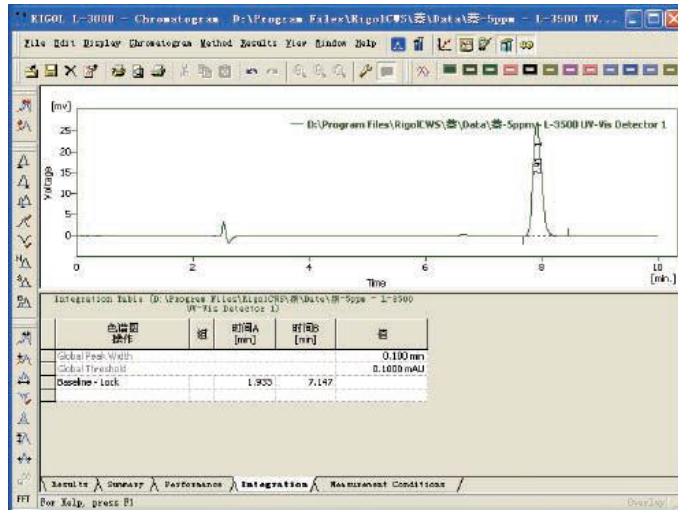 RIGOL L-3000 - Chromatogram D:\Program Files\RigolCWS\萘\Data\萘-5ppm - L-3500 UV...
File Edit Display Chromatogram Method Results View Window Help
[mv]
D:\Program Files\RigolCWS\萘\Data\萘-5ppm - L-3500 UV-Vis Detector 1
25
20
15
10
5
0
Voltage
0 2 4 6 8 10
Time
[min.]
Integration Table (D:\Program Files\RigolCWS\萘\Data\萘-5ppm - L-3500
UV-Vis Detector 1)
色谱图
操作
组
时间A
[min]
时间B
[min]
值
Global Peak Width 0.100 min
Global Threshold 0.1000 mAU
Baseline - Lock 1.933 7.147
Results Summary Performance Integration Measurement Conditions
FFT
For Help, press F1
Overlay